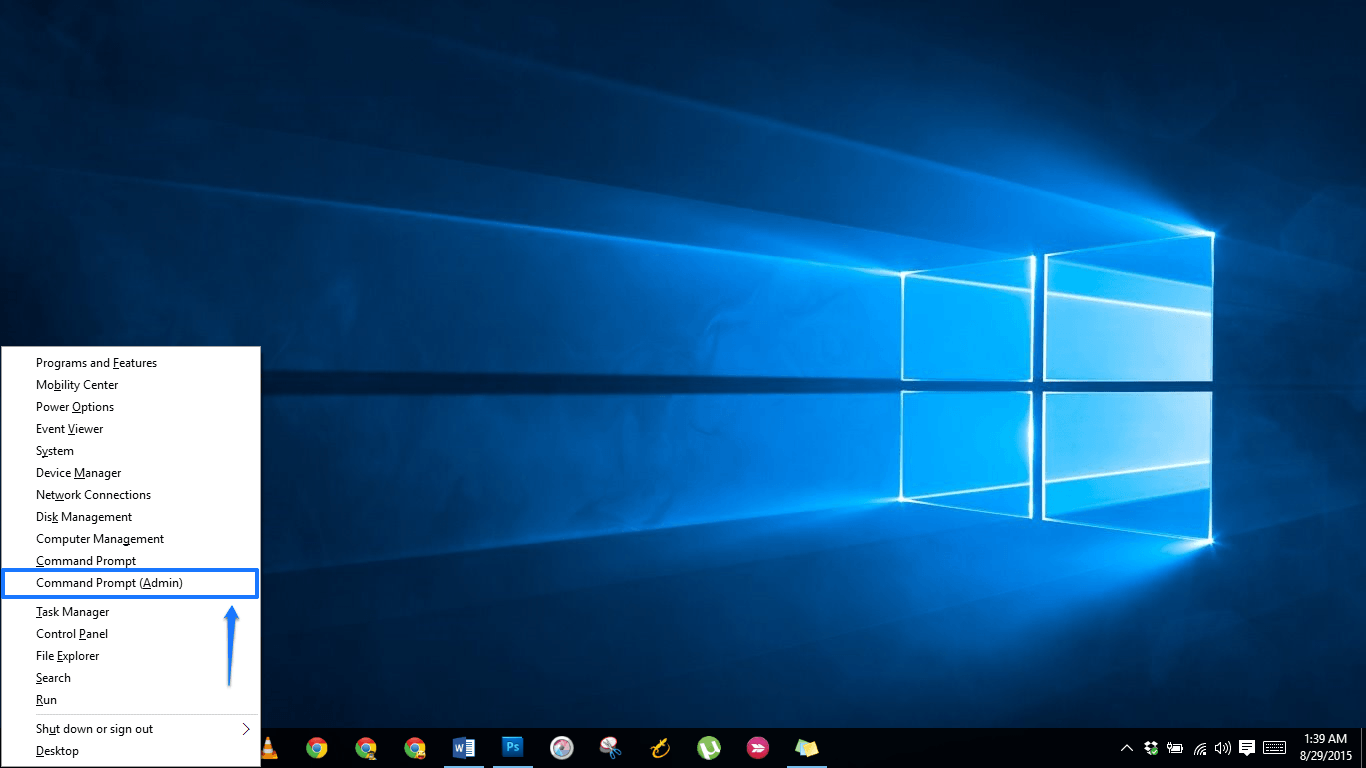 Programs and Features
Mobility Center
Power Options
Event Viewer
System
Device Manager
Network Connections
Disk Management
Computer Management
Command Prompt
Command Prompt (Admin)
Task Manager
Control Panel
File Explorer
Search
Run
Shut down or sign out
Desktop
W
Ps
1:39 AM
8/29/2015